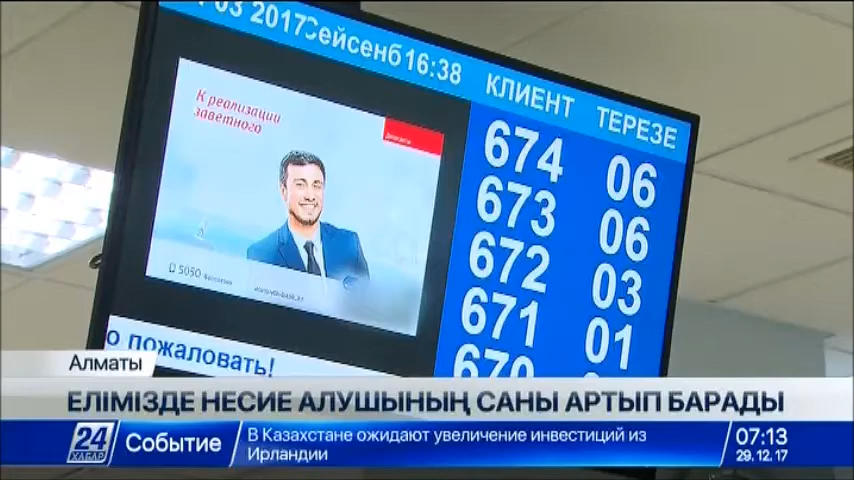 03 2017
Сейсенб
16:38
КЛИЕНТ ТЕРЕЗЕ
К реализации
заветного
674 06
673 06
672 03
671 01
670
5050
о пожаловать!
Алматы
ЕЛІМІЗДЕ НЕСИЕ АЛУШЫНЫҢ САНЫ АРТЫП БАРАДЫ
24
ХАБАР
Событие
В Казахстане ожидают увеличение инвестиций из
Ирландии
07:13
29.12.17